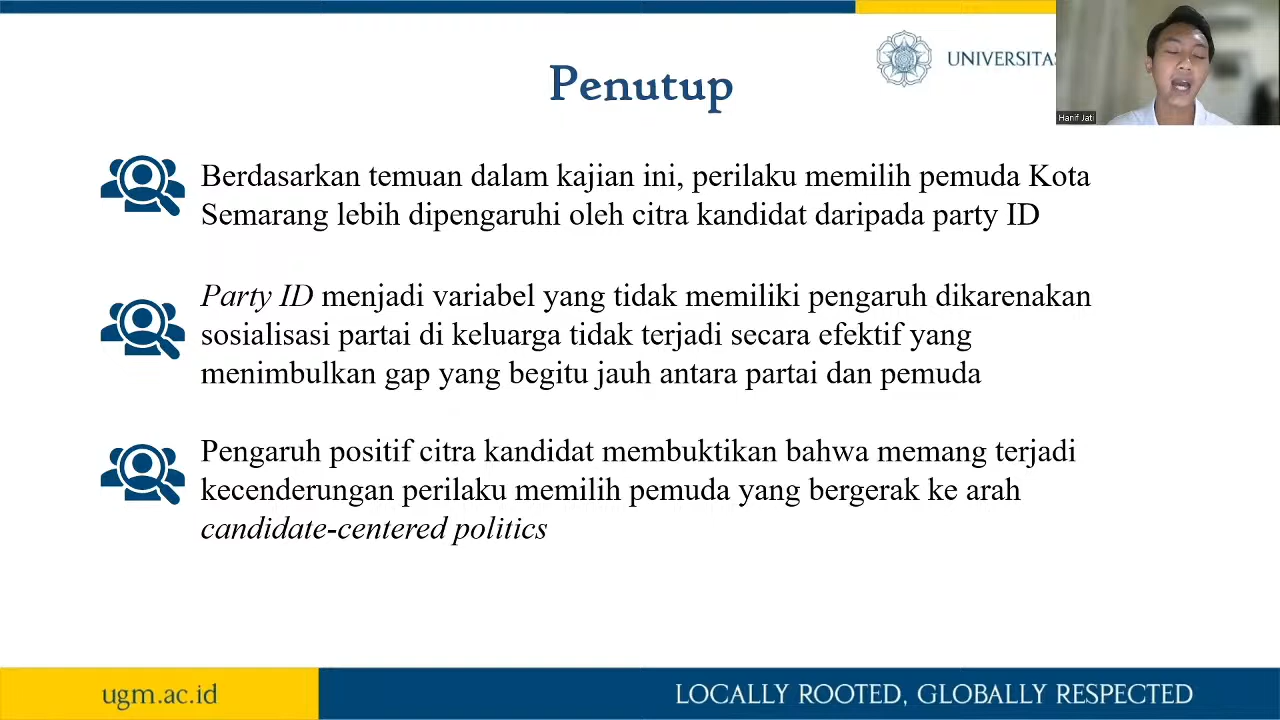 UNIVERSITAS
Penutup
Hanif Jati
Berdasarkan temuan dalam kajian ini, perilaku memilih pemuda Kota
Semarang lebih dipengaruhi oleh citra kandidat daripada party ID
Party ID menjadi variabel yang tidak memiliki pengaruh dikarenakan
sosialisasi partai di keluarga tidak terjadi secara efektif yang
menimbulkan gap yang begitu jauh antara partai dan pemuda
Pengaruh positif citra kandidat membuktikan bahwa memang terjadi
kecenderungan perilaku memilih pemuda yang bergerak ke arah
candidate-centered politics
ugm.ac.id
LOCALLY ROOTED, GLOBALLY RESPECTED